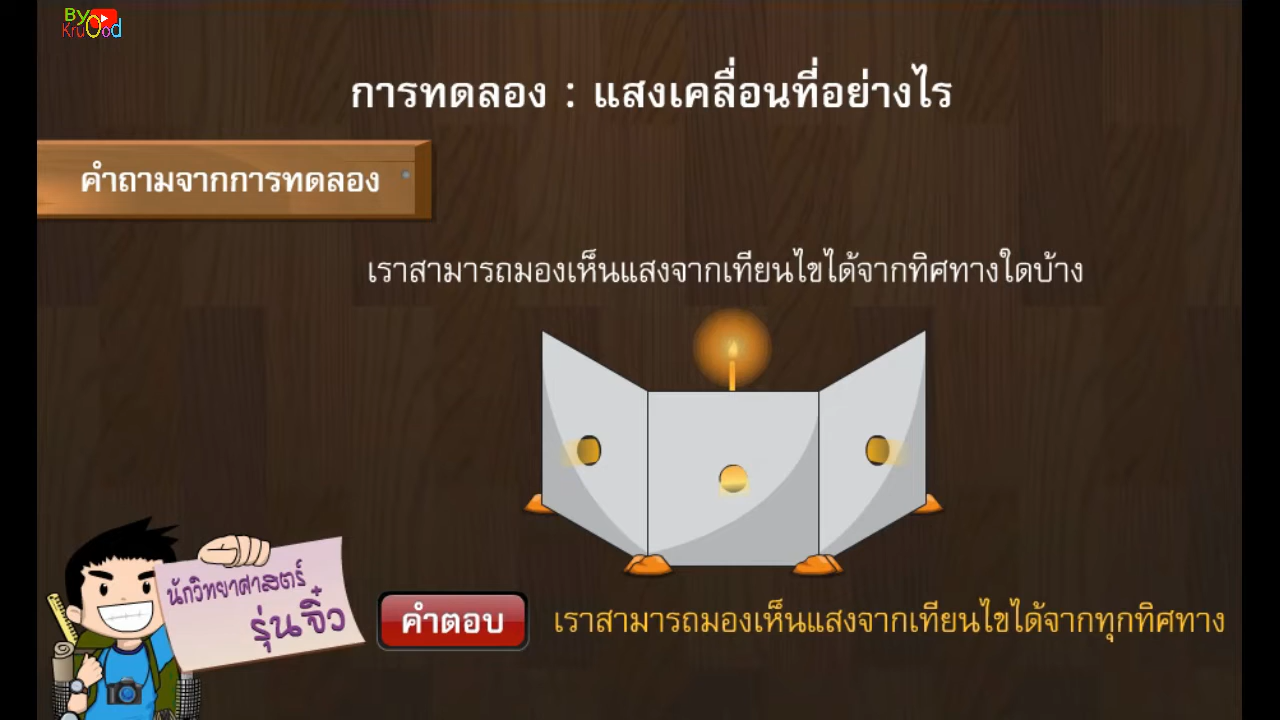 By
KruOod
การทดลอง : แสงเคลื่อนที่อย่างไร
คำถามจากการทดลอง
เราสามารถมองเห็นแสงจากเทียนไขได้จากทิศทางใดบ้าง
นักวิทยาศาสตร์
รุ่นจิ๋ว
คำตอบ
เราสามารถมองเห็นแสงจากเทียนไขได้จากทุกทิศทาง